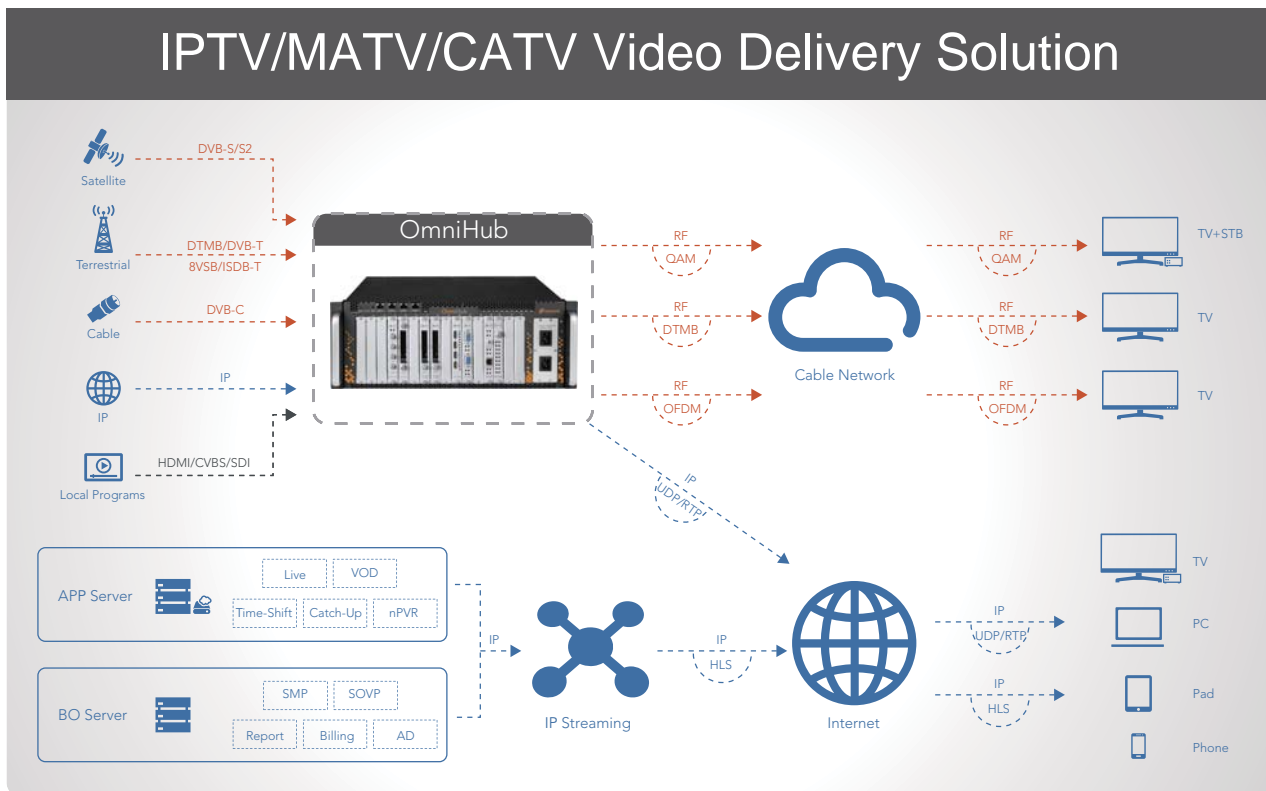 IPTV/MATV/CATV Video Delivery Solution
Satellite
DVB-S/S2
Terrestrial
DTMB/DVB-T
8VSB/ISDB-T
Cable
DVB-C
IP
IP
Local Programs
HDMI/CVBS/SDI
OmniHub
RF
QAM
RF
DTMB
RF
OFDM
Cable Network
RF
QAM
RF
DTMB
RF
OFDM
TV+STB
TV
TV
IP
UDP/RTP
APP Server
Live
VOD
Time-Shift
Catch-Up
nPVR
BO Server
SMP
SOVP
Report
Billing
AD
IP
IP Streaming
IP
HLS
Internet
IP
UDP/RTP
IP
HLS
TV
PC
Pad
Phone